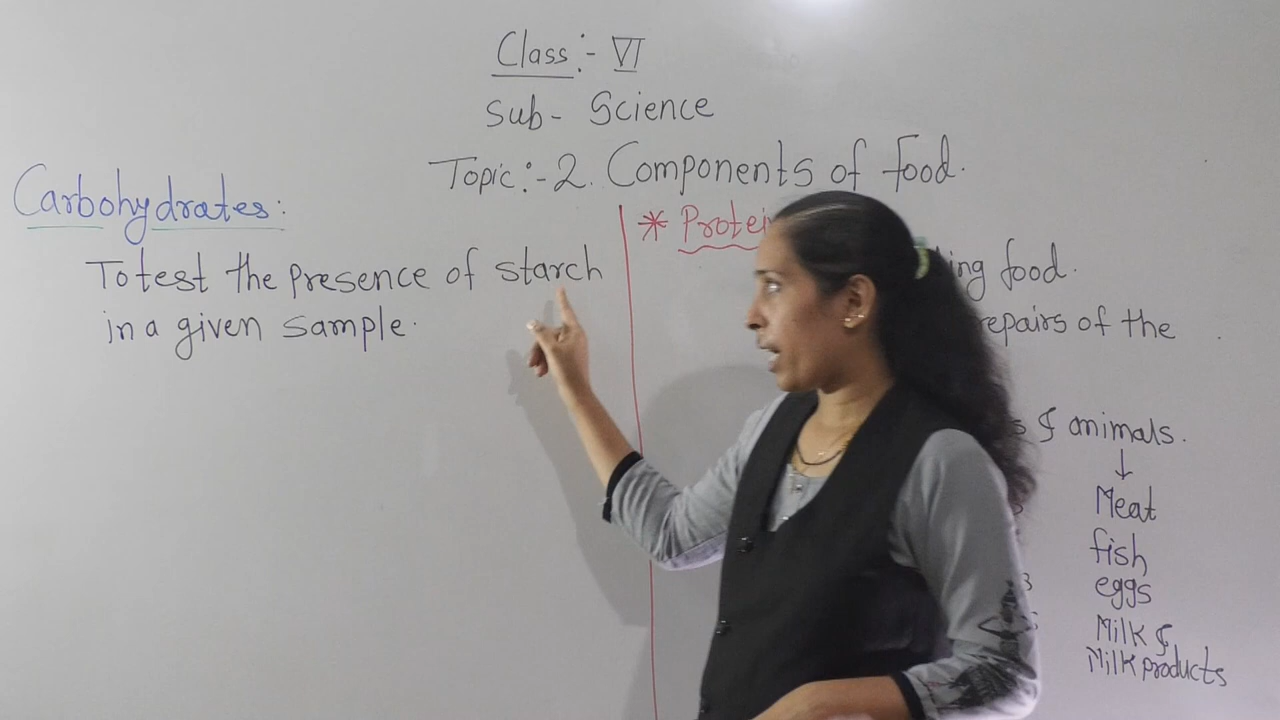 Class:- VI
Sub- Science
Topic:-2. Components of food.
Carbohydrates:
To test the presence of starch
in a given sample.
* Protei
ing food.
repairs of the
s & animals.
↓
Meat
fish
eggs
Milk &
Milk products